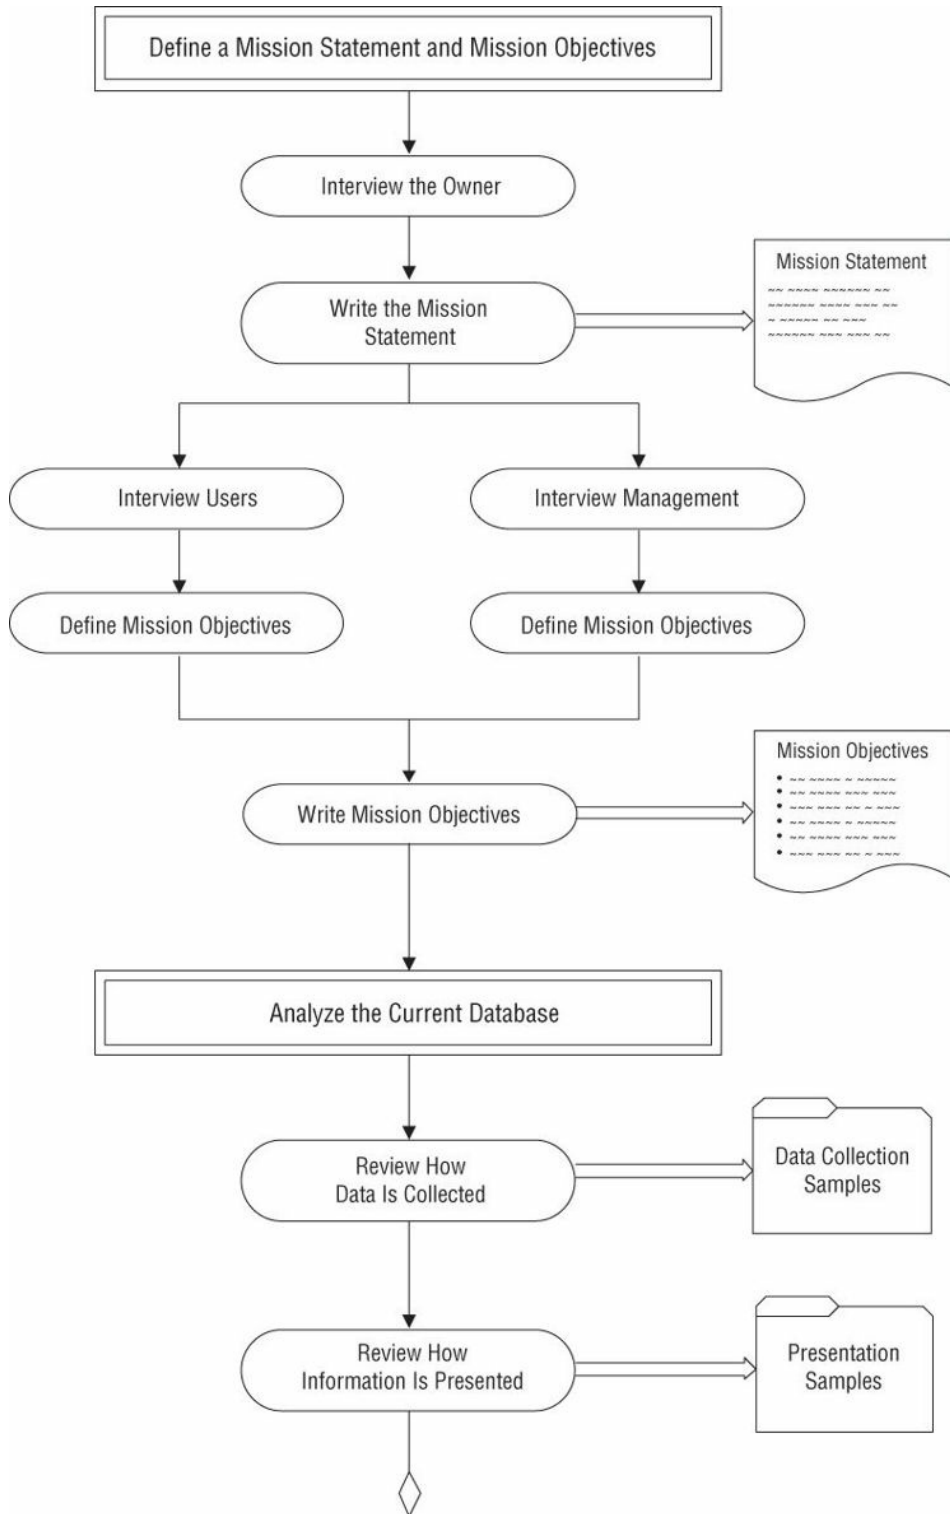 Define a Mission Statement and Mission Objectives
Interview the Owner
Write the Mission
Statement
Mission Statement
Interview Users
Interview Management
Define Mission Objectives
Define Mission Objectives
Write Mission Objectives
Mission Objectives
Analyze the Current Database
Review How
Data Is Collected
Data Collection
Samples
Review How
Information Is Presented
Presentation
Samples